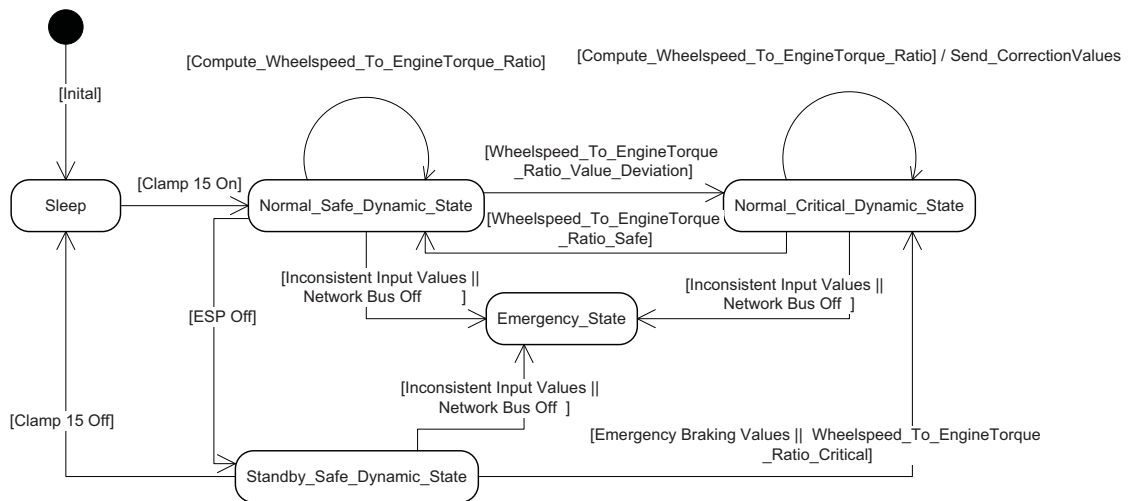 [Compute_Wheelspeed_To_EngineTorque_Ratio]
[Compute_Wheelspeed_To_EngineTorque_Ratio] / Send_CorrectionValues
[Inital]
[Wheelspeed_To_EngineTorque
_Ratio_Value_Deviation]
[Clamp 15 On]
Sleep
Normal_Safe_Dynamic_State
Normal_Critical_Dynamic_State
[Wheelspeed_To_EngineTorque
_Ratio_Safe]
[Inconsistent Input Values ||
Network Bus Off ]
[Inconsistent Input Values ||
Network Bus Off ]
[ESP Off]
Emergency_State
[Inconsistent Input Values ||
Network Bus Off ]
[Clamp 15 Off]
[Emergency Braking Values || Wheelspeed_To_EngineTorque
_Ratio_Critical]
Standby_Safe_Dynamic_State